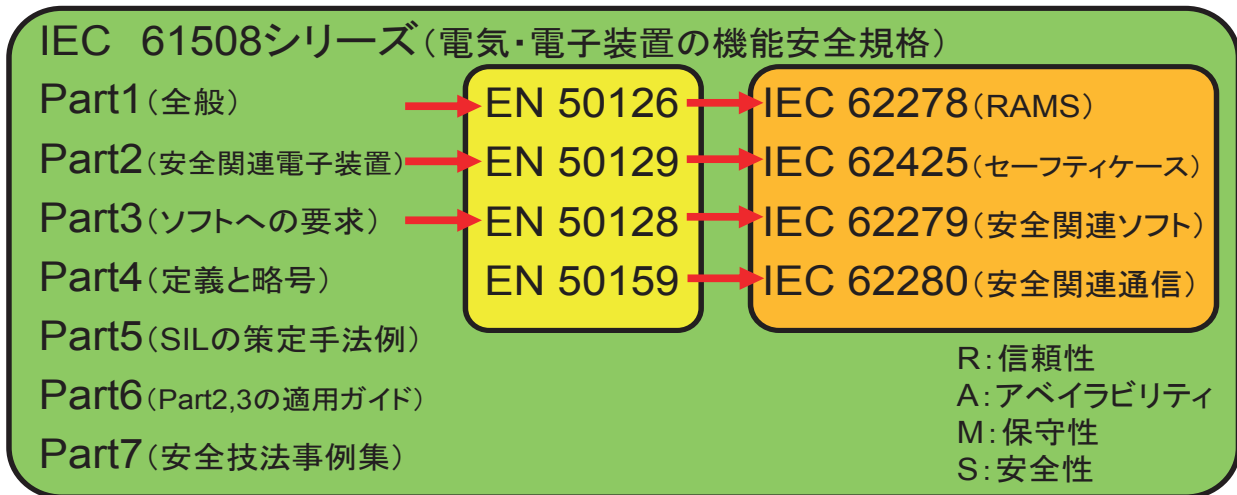 IEC 61508シリーズ（電気・電子装置の機能安全規格）
Part1（全般） EN 50126 IEC 62278（RAMS）
Part2（安全関連電子装置） EN 50129 IEC 62425（セーフティケース）
Part3（ソフトへの要求） EN 50128 IEC 62279（安全関連ソフト）
Part4（定義と略号） EN 50159 IEC 62280（安全関連通信）
Part5（SILの策定手法例）
Part6（Part2,3の適用ガイド）
Part7（安全技法事例集）
R：信頼性
A：アベイラビリティ
M：保守性
S：安全性